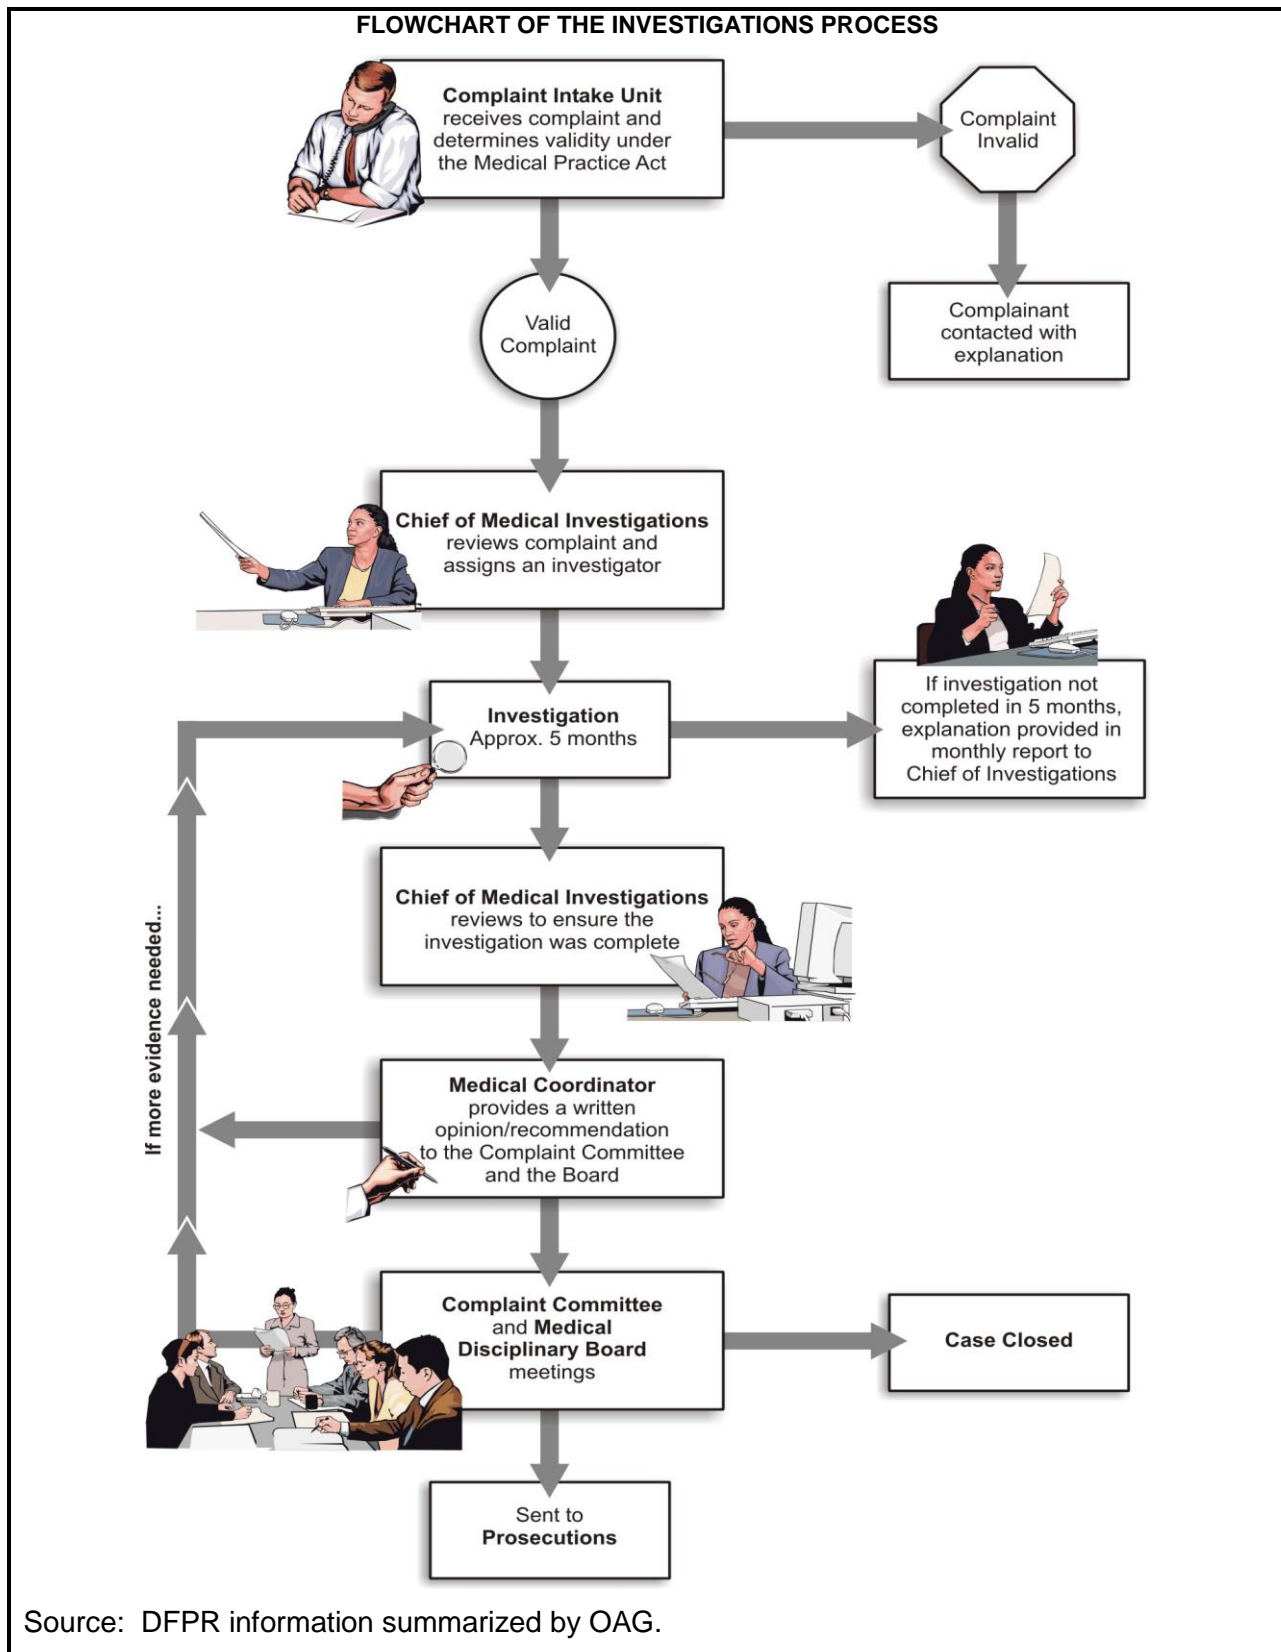 FLOWCHART OF THE INVESTIGATIONS PROCESS
Complaint Intake Unit
receives complaint and
determines validity under
the Medical Practice Act
Complaint
Invalid
Valid
Complaint
Complainant
contacted with
explanation
Chief of Medical Investigations
reviews complaint and
assigns an investigator
Investigation
Approx. 5 months
If investigation not
completed in 5 months,
explanation provided in
monthly report to
Chief of Investigations
Chief of Medical Investigations
reviews to ensure the
investigation was complete
If more evidence needed...
Medical Coordinator
provides a written
opinion/recommendation
to the Complaint Committee
and the Board
Complaint Committee
and Medical
Disciplinary Board
meetings
Case Closed
Sent to
Prosecutions
Source: DFPR information summarized by OAG.